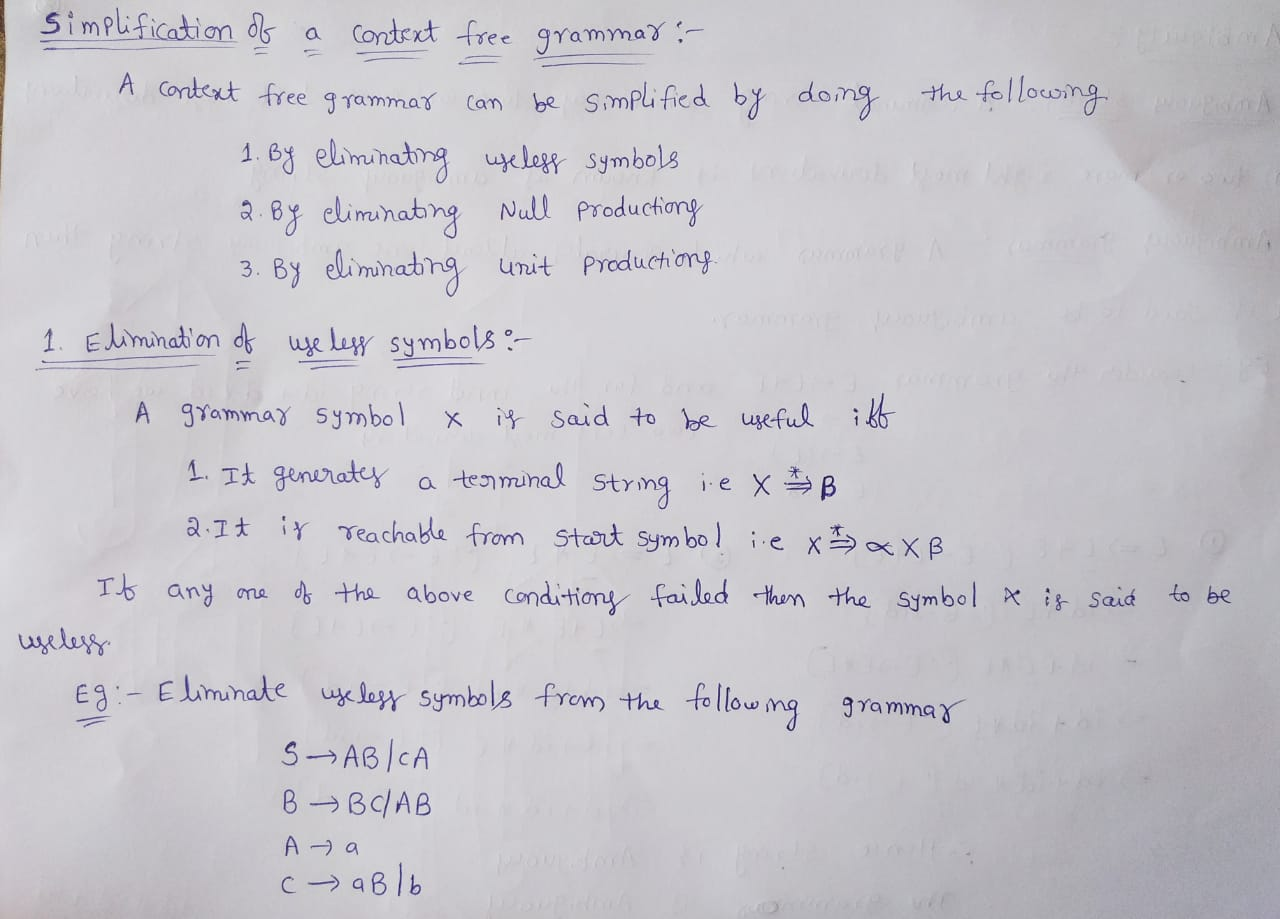 Simplification of a context free grammar :-
A context free grammar can be simplified by doing the following
1. By eliminating useless symbols
2. By eliminating Null productions
3. By eliminating unit productions.
1. Elimination of useless symbols :-
A grammar symbol X is said to be useful iff
1. It generates a terminal string i.e X *⇒ β
2. It is reachable from start symbol i.e X *⇒ α X β
If any one of the above conditions failed then the symbol X is said to be
useless.
Eg :- Eliminate useless symbols from the following grammar
S → AB / CA
B → BC / AB
A → a
C → aB / b